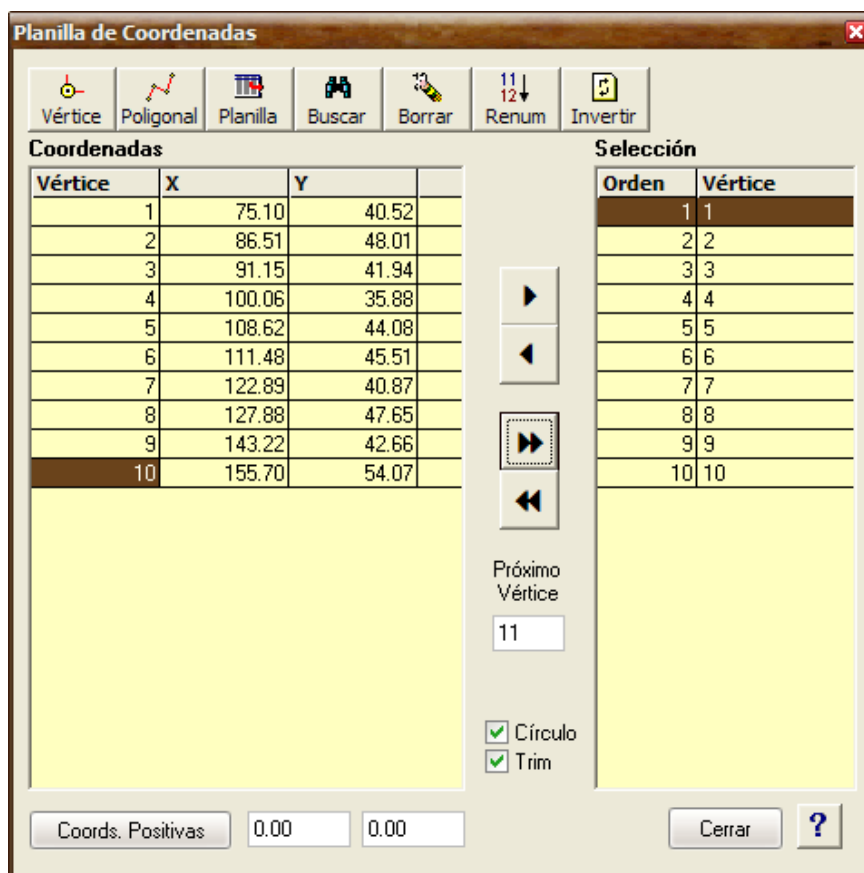 Planilla de Coordenadas
11
12
Vértice Poligonal Planilla Buscar Borrar Renum Invertir
Coordenadas Selección
Vértice X Y Orden Vértice
1 75.10 40.52 1 1
2 86.51 48.01 2 2
3 91.15 41.94 3 3
4 100.06 35.88 4 4
5 108.62 44.08 5 5
6 111.48 45.51 6 6
7 122.89 40.87 7 7
8 127.88 47.65 8 8
9 143.22 42.66 9 9
10 155.70 54.07 10 10
Próximo
Vértice
11
Círculo
Trim
Coords. Positivas 0.00 0.00 Cerrar ?